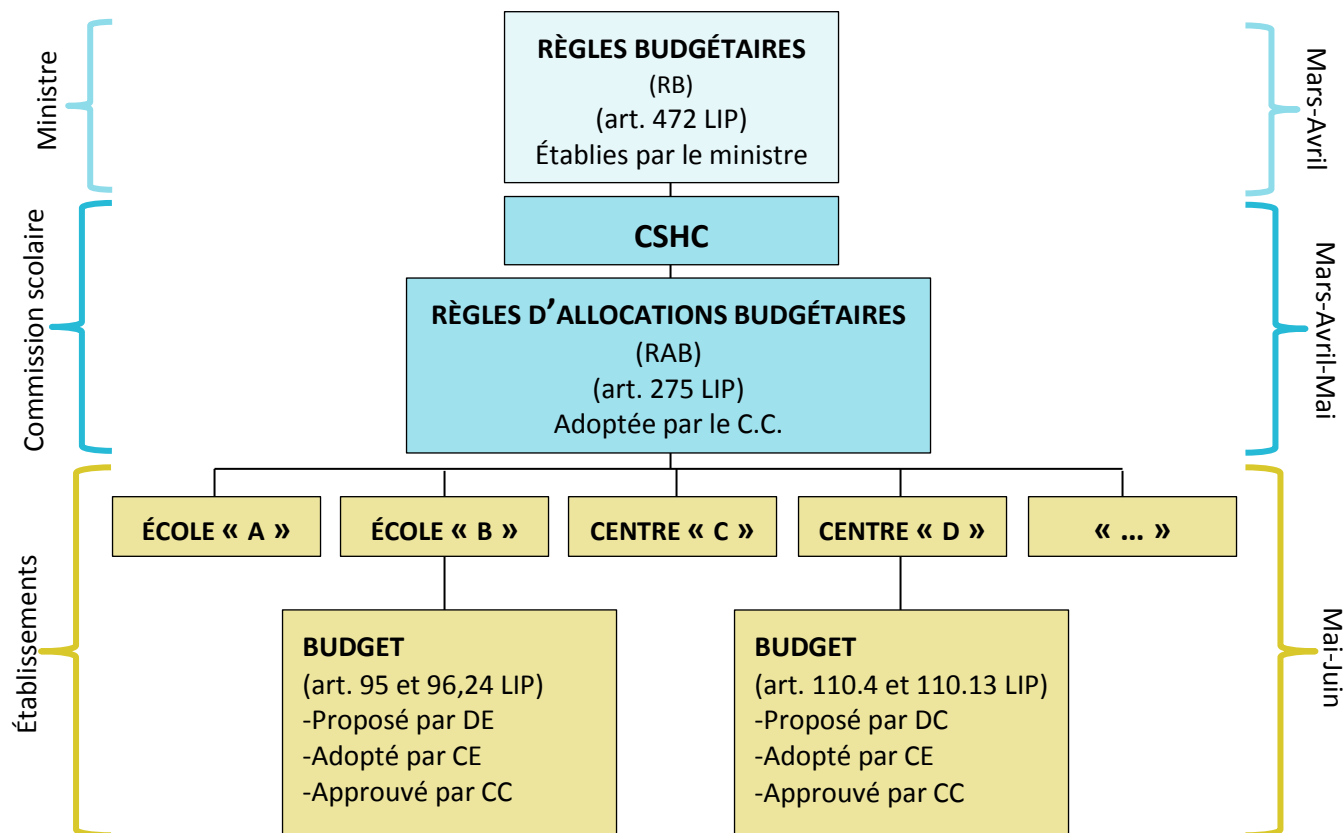 Ministre
RÈGLES BUDGÉTAIRES
(RB)
(art. 472 LIP)
Établies par le ministre
Mars-Avril
Commission scolaire
CSHC
RÈGLES D'ALLOCATIONS BUDGÉTAIRES
(RAB)
(art. 275 LIP)
Adoptée par le C.C.
Mars-Avril-Mai
Établissements
ÉCOLE « A »
ÉCOLE « B »
CENTRE « C »
CENTRE « D »
« ... »
BUDGET
(art. 95 et 96,24 LIP)
-Proposé par DE
-Adopté par CE
-Approuvé par CC
BUDGET
(art. 110.4 et 110.13 LIP)
-Proposé par DC
-Adopté par CE
-Approuvé par CC
Mai-Juin